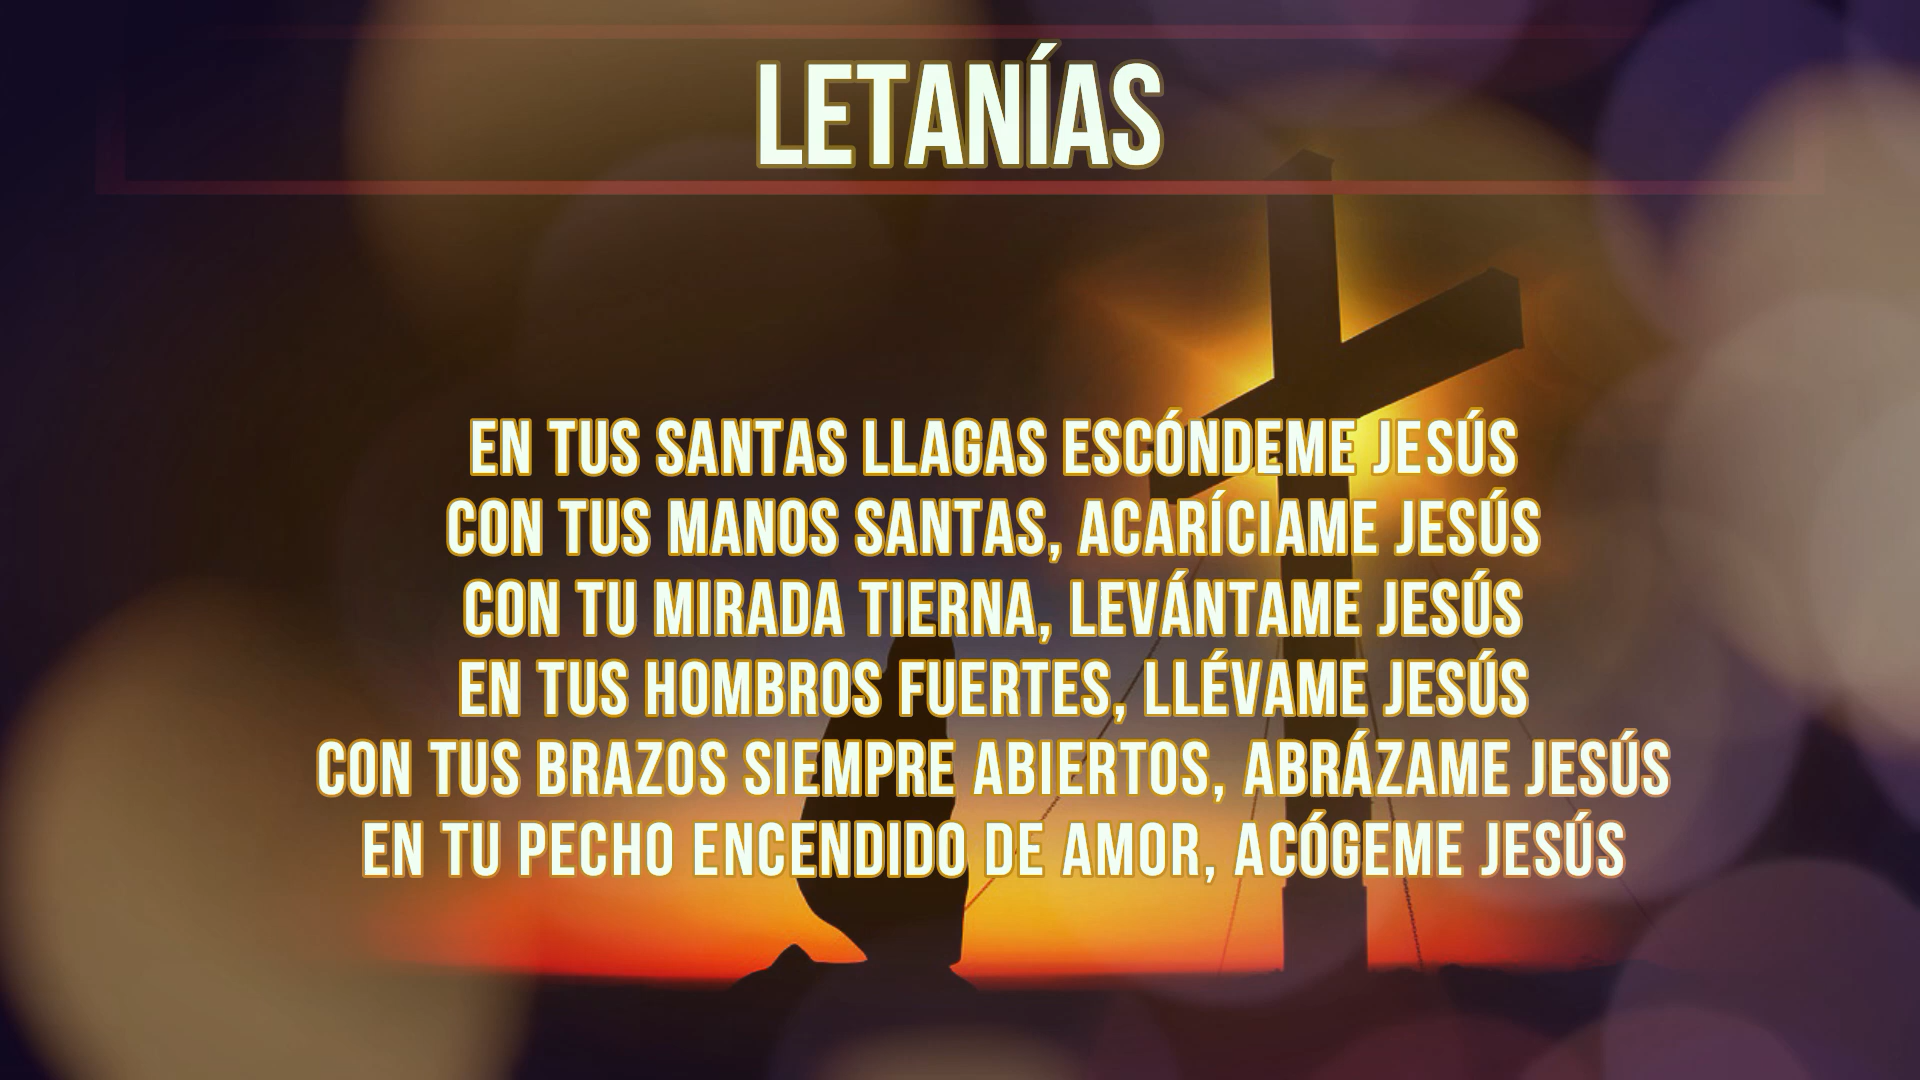 LETANÍAS
EN TUS SANTAS LLAGAS ESCÓNDEME JESÚS
CON TUS MANOS SANTAS, ACARÍCIAME JESÚS
CON TU MIRADA TIERNA, LEVÁNTAME JESÚS
EN TUS HOMBROS FUERTES, LLÉVAME JESÚS
CON TUS BRAZOS SIEMPRE ABIERTOS, ABRÁZAME JESÚS
EN TU PECHO ENCENDIDO DE AMOR, ACÓGEME JESÚS